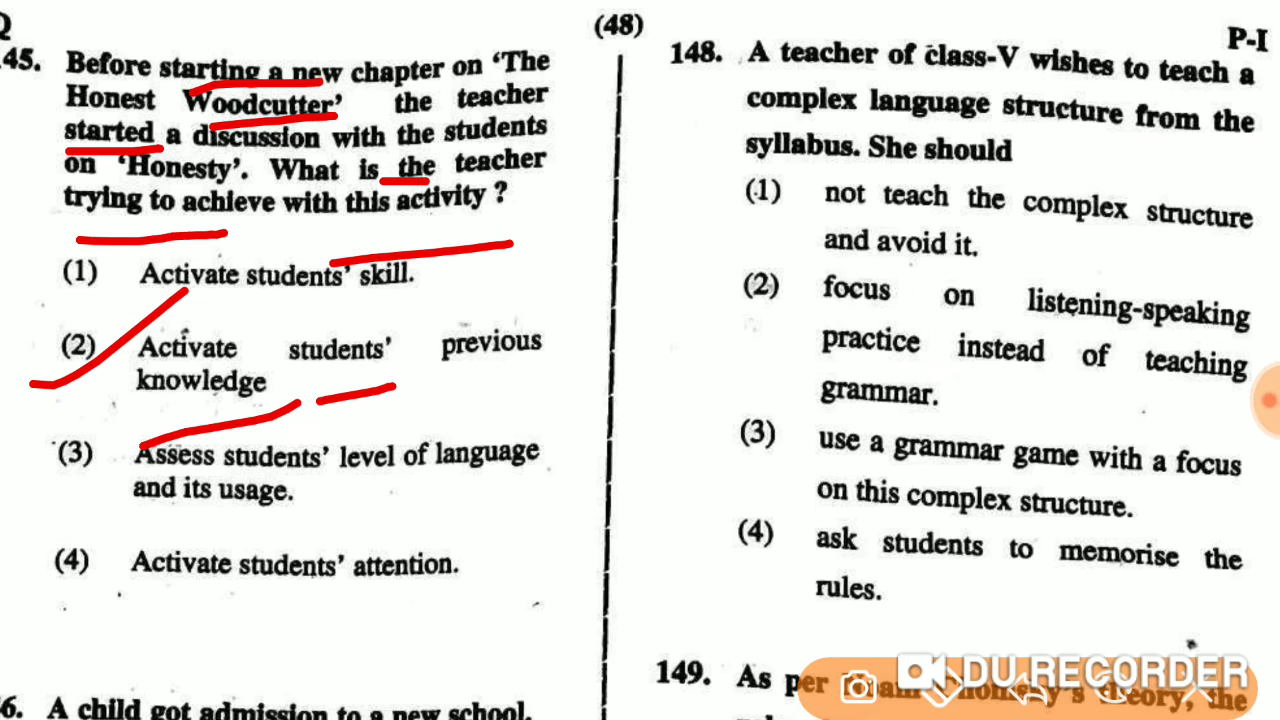 (48)
P-I
45. Before starting a new chapter on ‘The
Honest Woodcutter’ the teacher
started a discussion with the students
on ‘Honesty’. What is the teacher
trying to achieve with this activity ?
(1) Activate students’ skill.
(2) Activate students’ previous
knowledge
(3) Assess students’ level of language
and its usage.
(4) Activate students’ attention.
6. A child got admission to a new school.
148. A teacher of class-V wishes to teach a
complex language structure from the
syllabus. She should
(1) not teach the complex structure
and avoid it.
(2) focus on listening-speaking
practice instead of teaching
grammar.
(3) use a grammar game with a focus
on this complex structure.
(4) ask students to memorise the
rules.
149. As per theory, the
DU RECORDER